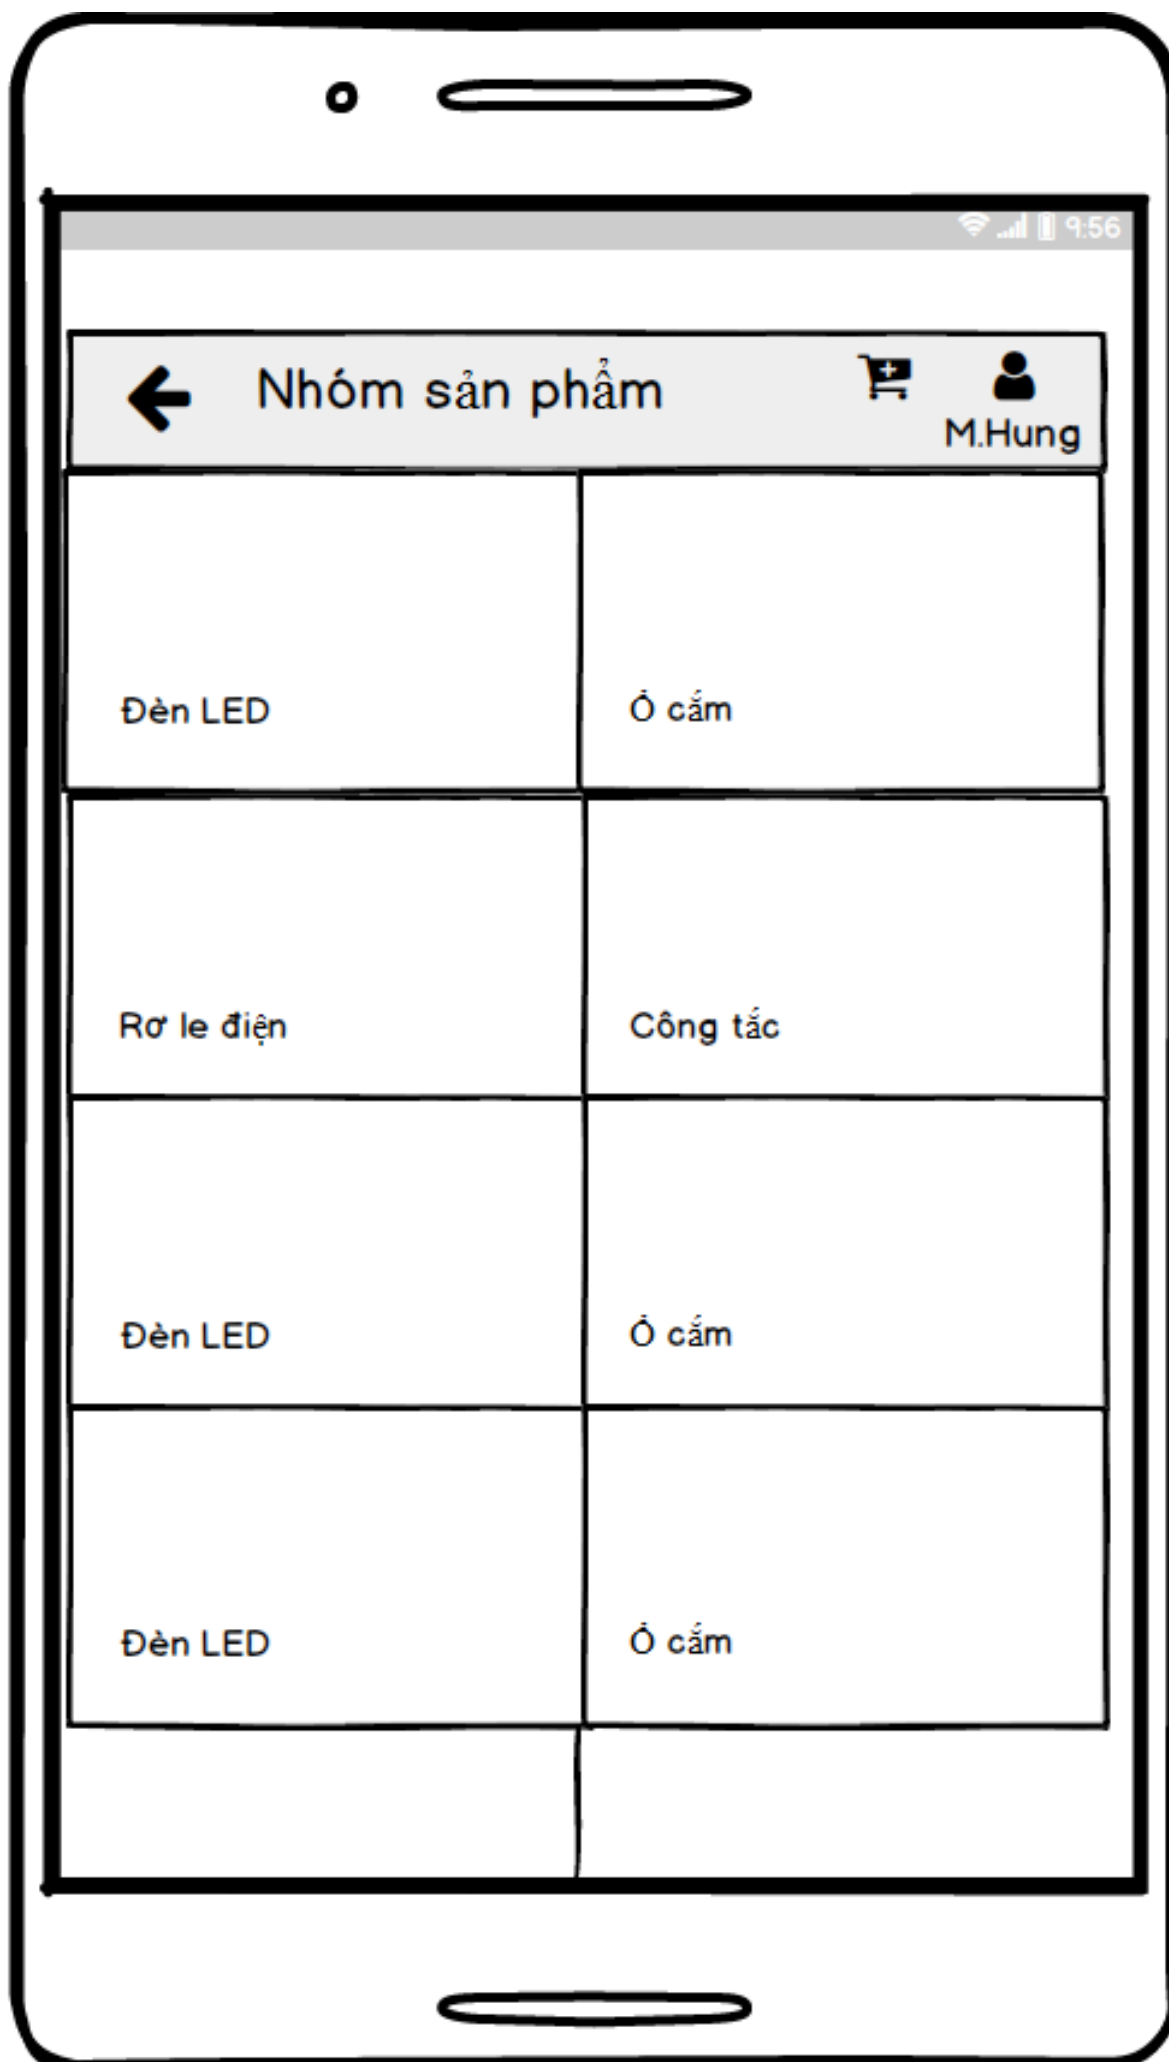 9:56
Nhóm sản phẩm
M.Hung
Đèn LED
Ổ cắm
Rơ le điện
Công tắc
Đèn LED
Ổ cắm
Đèn LED
Ổ cắm